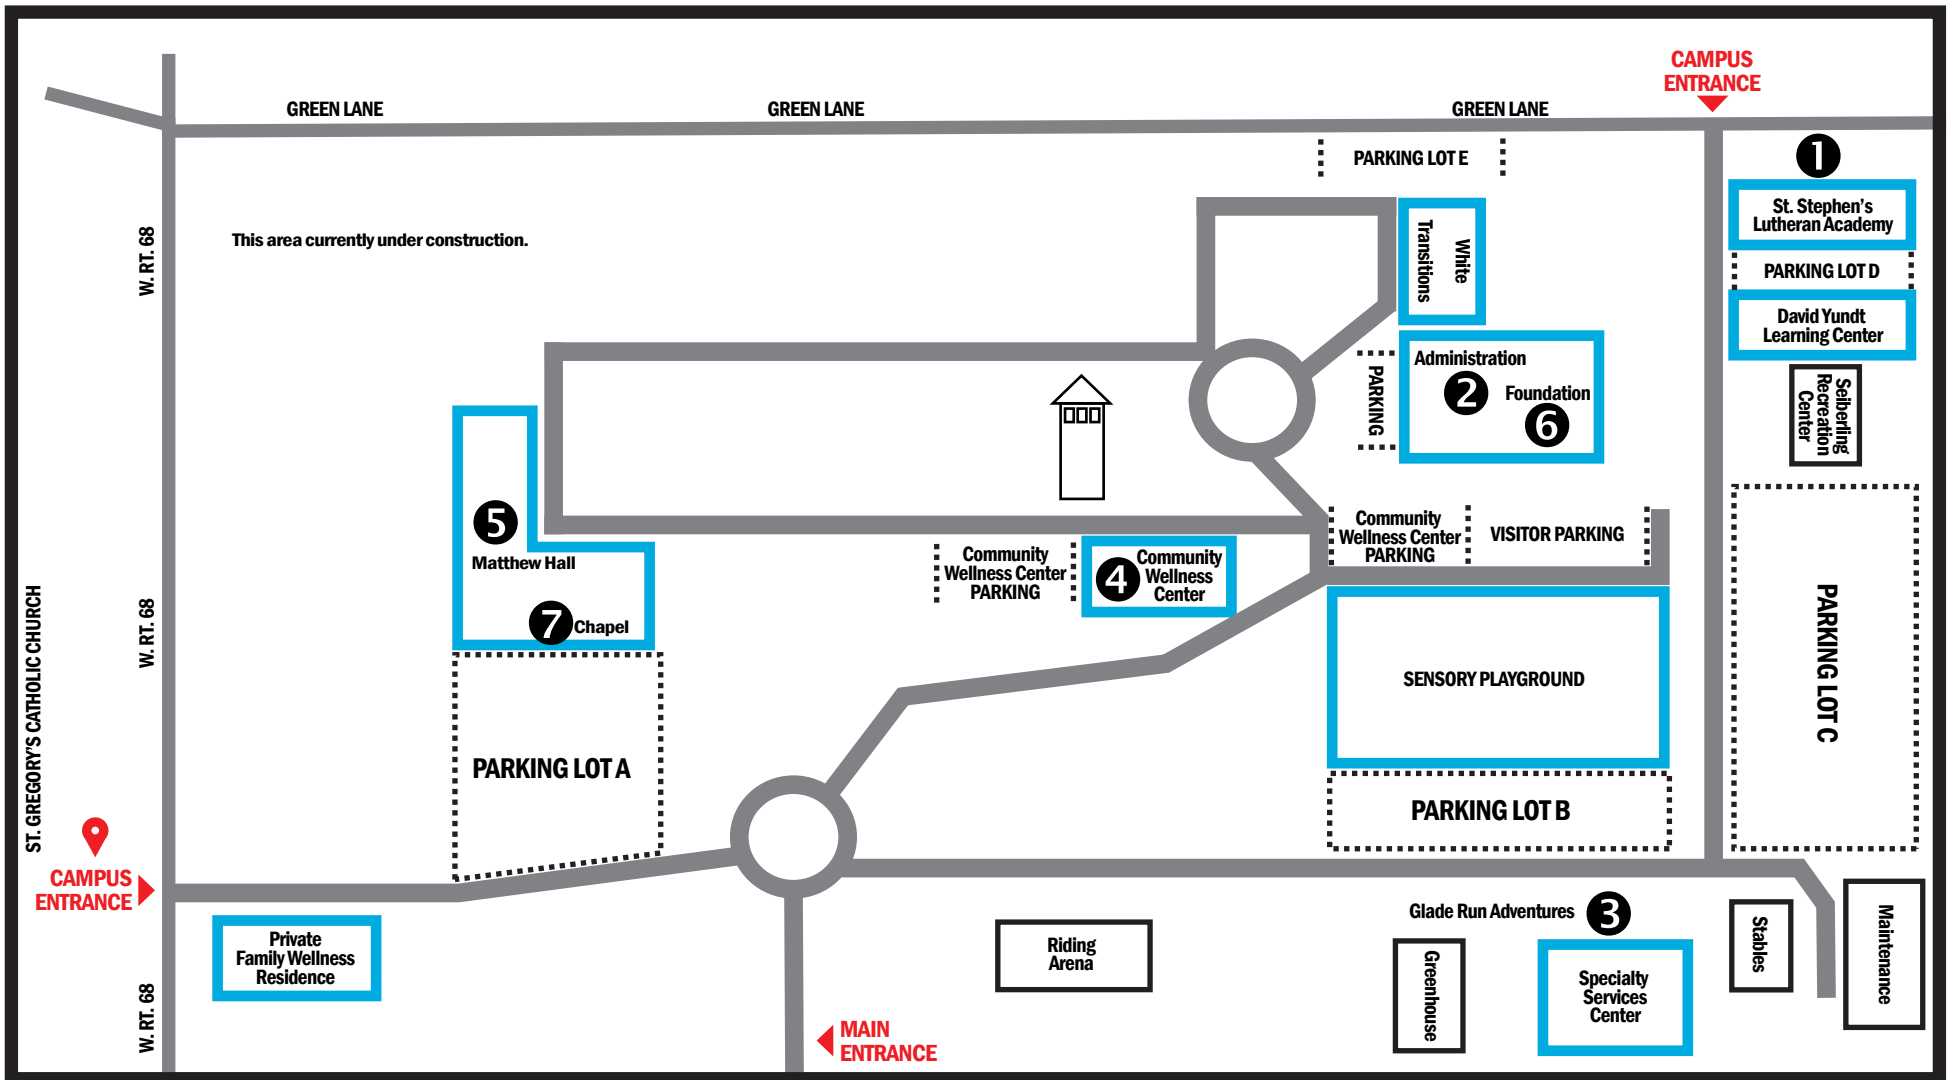 CAMPUS
ENTRANCE
GREEN LANE
GREEN LANE
GREEN LANE
PARKING LOT E
1
St. Stephen's
Lutheran Academy
PARKING LOT D
David Yundt
Learning Center
Seiberling
Recreation
Center
This area currently under construction.
W. RT. 68
White
Transitions
Administration
2
Foundation
6
PARKING
5
Matthew Hall
7
Chapel
Community
Wellness Center
PARKING
4
Community
Wellness
Center
Community
Wellness Center
PARKING
VISITOR PARKING
PARKING LOT C
W. RT. 68
ST. GREGORY'S CATHOLIC CHURCH
SENSORY PLAYGROUND
PARKING LOT A
PARKING LOT B
CAMPUS
ENTRANCE
Glade Run Adventures
3
Private
Family Wellness
Residence
Riding
Arena
Greenhouse
Specialty
Services
Center
Stables
Maintenance
W. RT. 68
MAIN
ENTRANCE